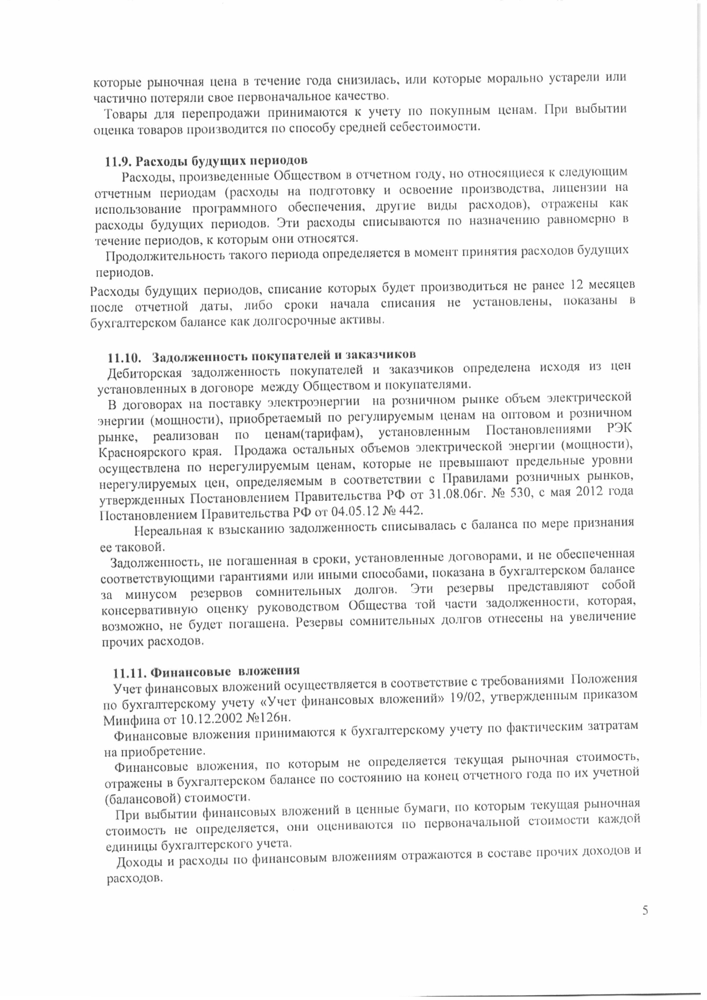 которые рыночная цена в течение года снизилась, или которые морально устарели или
частично потеряли свое первоначальное качество.
Товары для перепродажи принимаются к учету по покупным ценам. При выбытии
оценка товаров производится по способу средней себестоимости.
11.9. Расходы будущих периодов
Расходы, произведенные Обществом в отчетном году, но относящиеся к следующим
отчетным периодам (расходы на подготовку и освоение производства, лицензии на
использование программного обеспечения, другие виды расходов), отражены как
расходы будущих периодов. Эти расходы списываются по назначению равномерно в
течение периодов, к которым они относятся.
Продолжительность такого периода определяется в момент принятия расходов будущих
периодов.
Расходы будущих периодов, списание которых будет производиться не ранее 12 месяцев
после отчетной даты, либо сроки начала списания не установлены, показаны в
бухгалтерском балансе как долгосрочные активы.
11.10. Задолженность покупателей и заказчиков
Дебиторская задолженность покупателей и заказчиков определена исходя из цен
установленных в договоре между Обществом и покупателями.
В договорах на поставку электроэнергии на розничном рынке объем электрической
энергии (мощности), приобретаемый по регулируемым ценам на оптовом и розничном
рынке, реализован по ценам(тарифам), установленным Постановлениями РЭК
Красноярского края. Продажа остальных объемов электрической энергии (мощности),
осуществлена по нерегулируемым ценам, которые не превышают предельные уровни
нерегулируемых цен, определяемым в соответствии с Правилами розничных рынков,
утвержденных Постановлением Правительства РФ от 31.08.06г. № 530, с мая 2012 года
Постановлением Правительства РФ от 04.05.12 № 442.
Нереальная к взысканию задолженность списывалась с баланса по мере признания
ее таковой.
Задолженность, не погашенная в сроки, установленные договорами, и не обеспеченная
соответствующими гарантиями или иными способами, показана в бухгалтерском балансе
за минусом резервов сомнительных долгов. Эти резервы представляют собой
консервативную оценку руководством Общества той части задолженности, которая,
возможно, не будет погашена. Резервы сомнительных долгов отнесены на увеличение
прочих расходов.
11.11. Финансовые вложения
Учет финансовых вложений осуществляется в соответствие с требованиями Положения
по бухгалтерскому учету «Учет финансовых вложений» 19/02, утвержденным приказом
Минфина от 10.12.2002 №126н.
Финансовые вложения принимаются к бухгалтерскому учету по фактическим затратам
на приобретение.
Финансовые вложения, по которым не определяется текущая рыночная стоимость,
отражены в бухгалтерском балансе по состоянию на конец отчетного года по их учетной
(балансовой) стоимости.
При выбытии финансовых вложений в ценные бумаги, по которым текущая рыночная
стоимость не определяется, они оцениваются по первоначальной стоимости каждой
единицы бухгалтерского учета.
Доходы и расходы по финансовым вложениям отражаются в составе прочих доходов и
расходов.
5